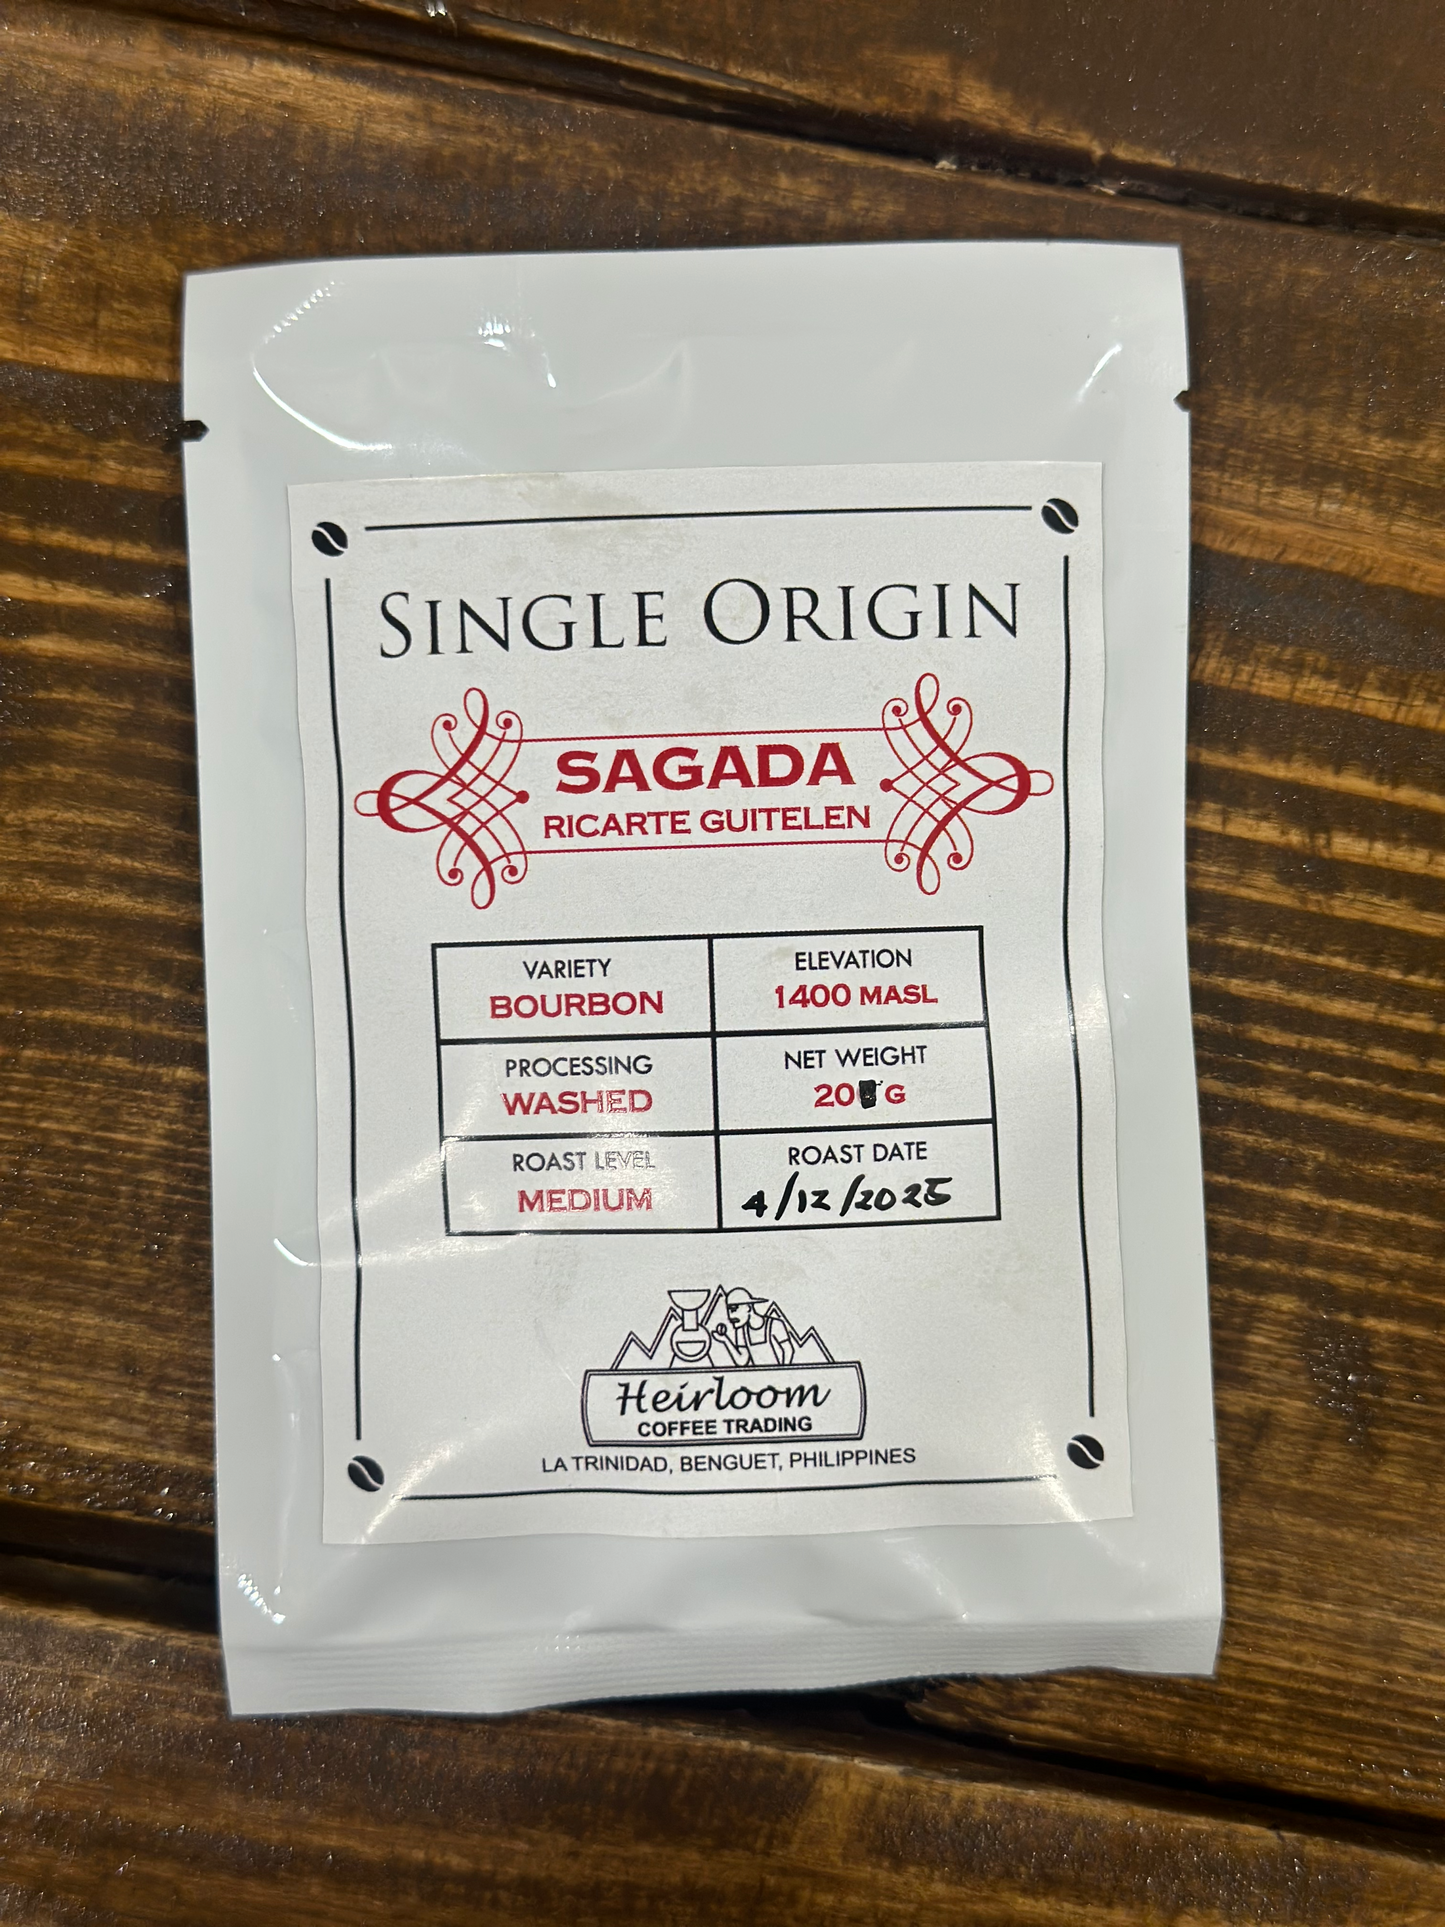 SINGLE ORIGIN
SAGADA
RICARTE GUITELEN
VARIETY
BOURBON
ELEVATION
1400 MASL
PROCESSING
WASHED
NET WEIGHT
20 G
ROAST LEVEL
MEDIUM
ROAST DATE
4/12/2025
Heirloom
COFFEE TRADING
LA TRINIDAD, BENGUET, PHILIPPINES